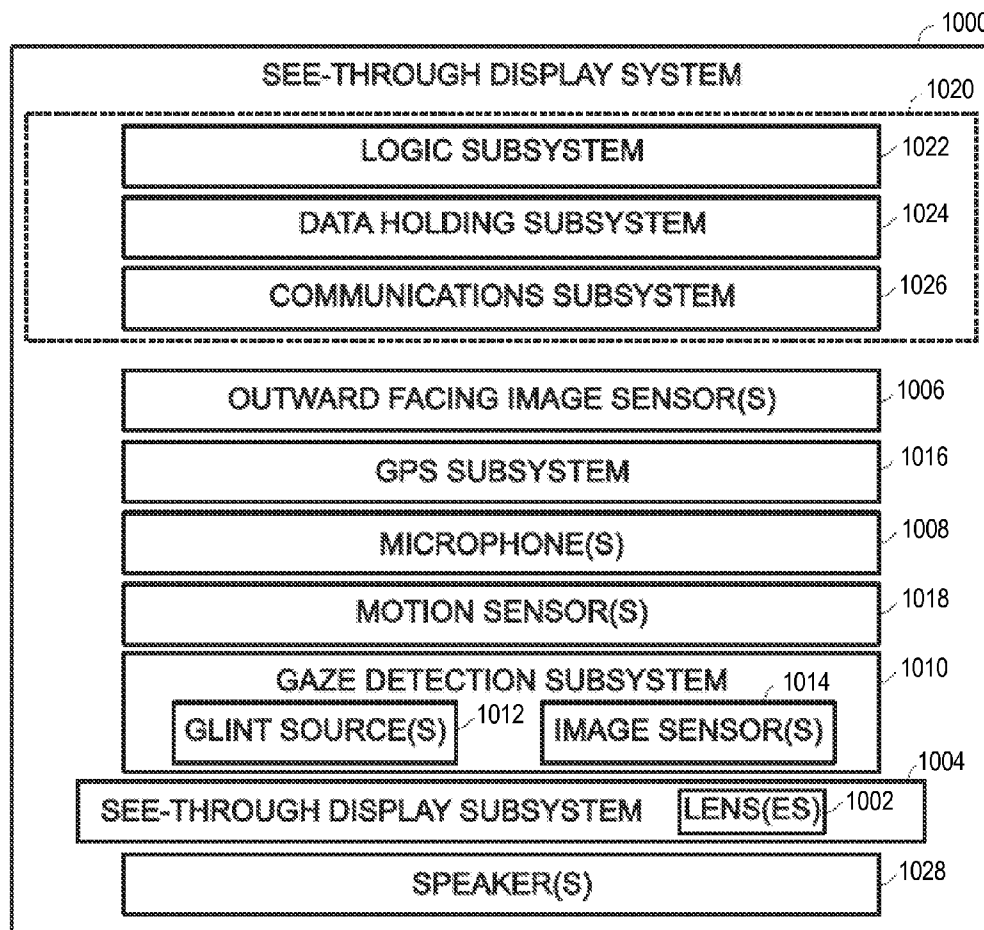 1000
SEE-THROUGH DISPLAY SYSTEM
1020
LOGIC SUBSYSTEM 1022
DATA HOLDING SUBSYSTEM 1024
COMMUNICATIONS SUBSYSTEM 1026
OUTWARD FACING IMAGE SENSOR(S) 1006
GPS SUBSYSTEM 1016
MICROPHONE(S) 1008
MOTION SENSOR(S) 1018
GAZE DETECTION SUBSYSTEM 1010
GLINT SOURCE(S) 1012 IMAGE SENSOR(S) 1014
1004
SEE-THROUGH DISPLAY SUBSYSTEM LENS(ES) 1002
SPEAKER(S) 1028